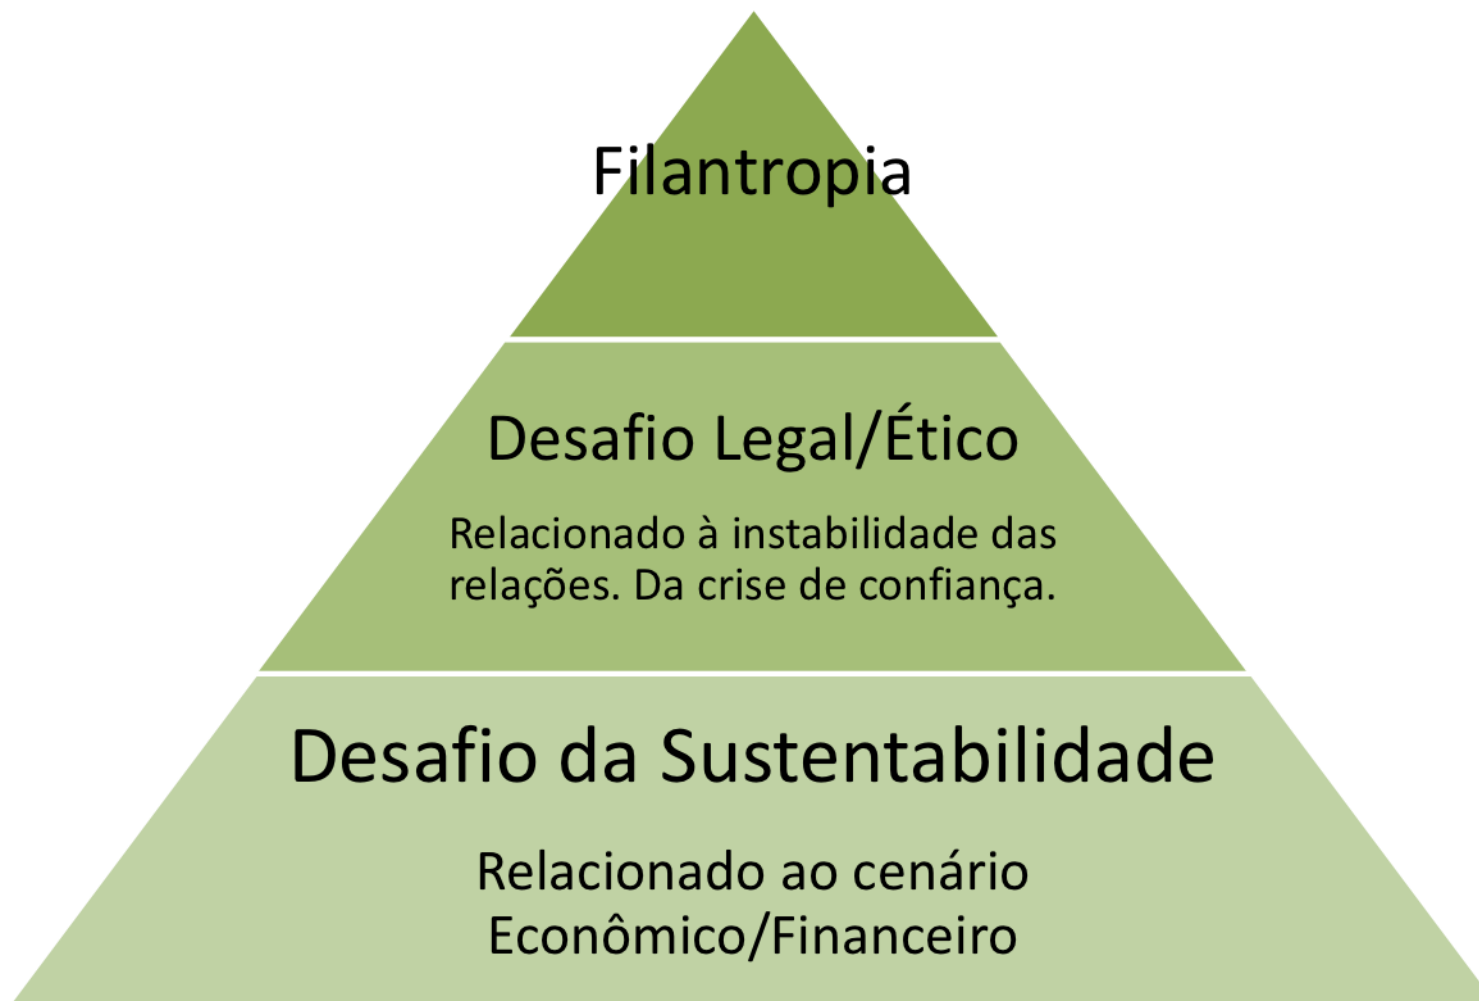 Filantropia
Desafio Legal/Ético
Relacionado à instabilidade das
relações. Da crise de confiança.
Desafio da Sustentabilidade
Relacionado ao cenário
Econômico/Financeiro